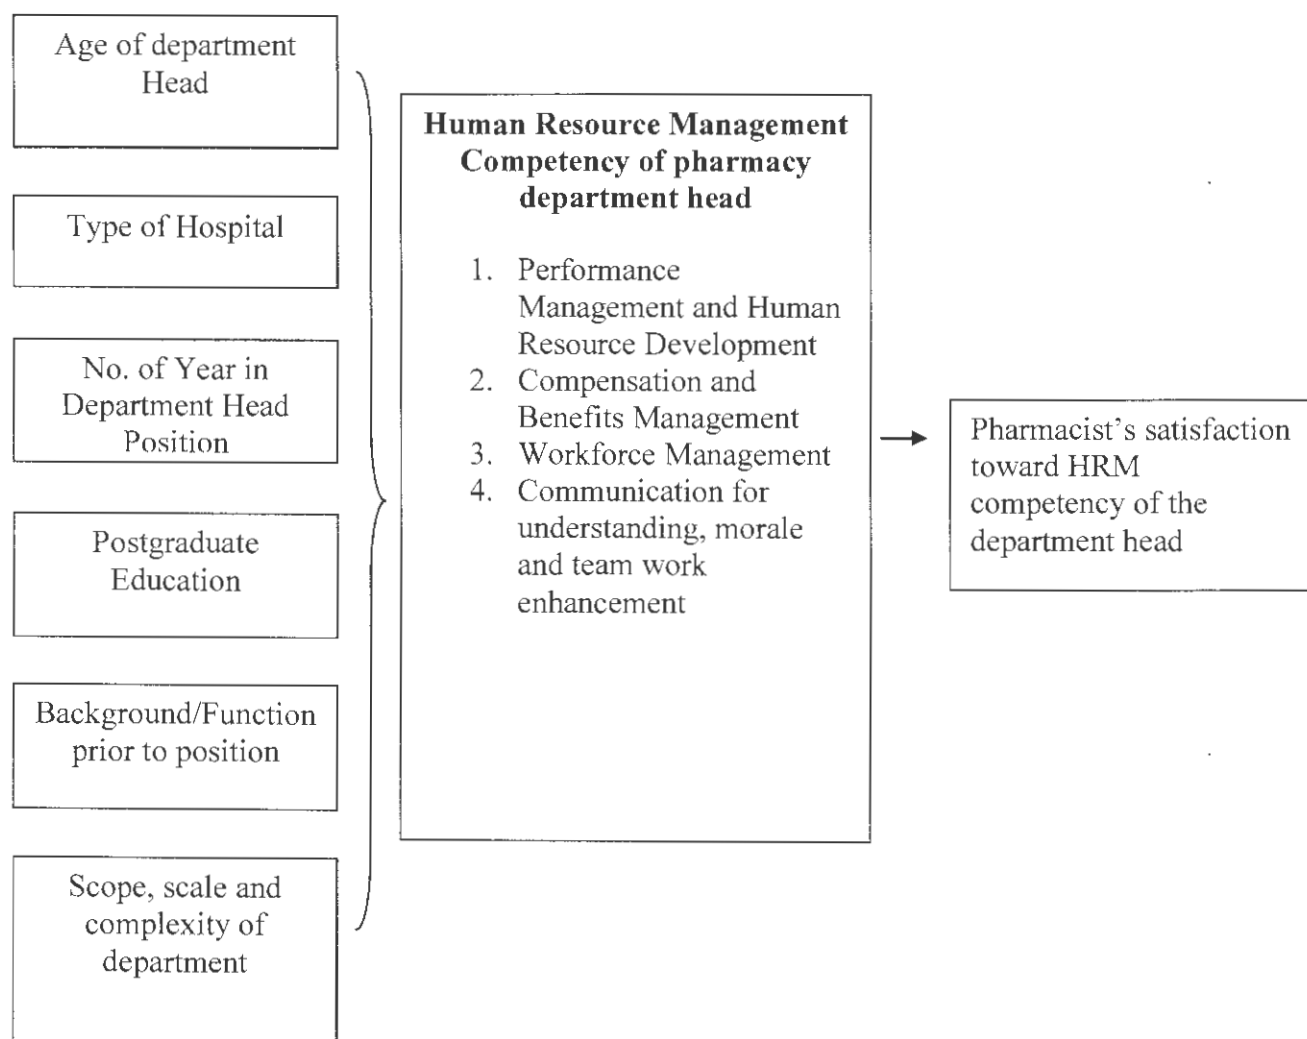 Age of department
Head
Type of Hospital
No. of Year in
Department Head
Position
Postgraduate
Education
Background/Function
prior to position
Scope, scale and
complexity of
department
Human Resource Management
Competency of pharmacy
department head
1. Performance
Management and Human
Resource Development
2. Compensation and
Benefits Management
3. Workforce Management
4. Communication for
understanding, morale
and team work
enhancement
Pharmacist's satisfaction
toward HRM
competency of the
department head